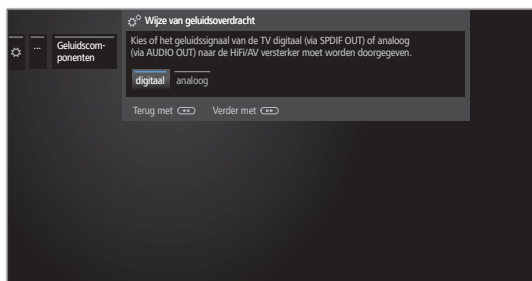 Wijze van geluidsoverdracht
...
Geluidscom-
ponenten
Kies of het geluidssignaal van de TV digitaal (via SPDIF OUT) of analoog
(via AUDIO OUT) naar de HiFi/AV versterker moet worden doorgegeven.
digitaal analoog
Terug met Verder met